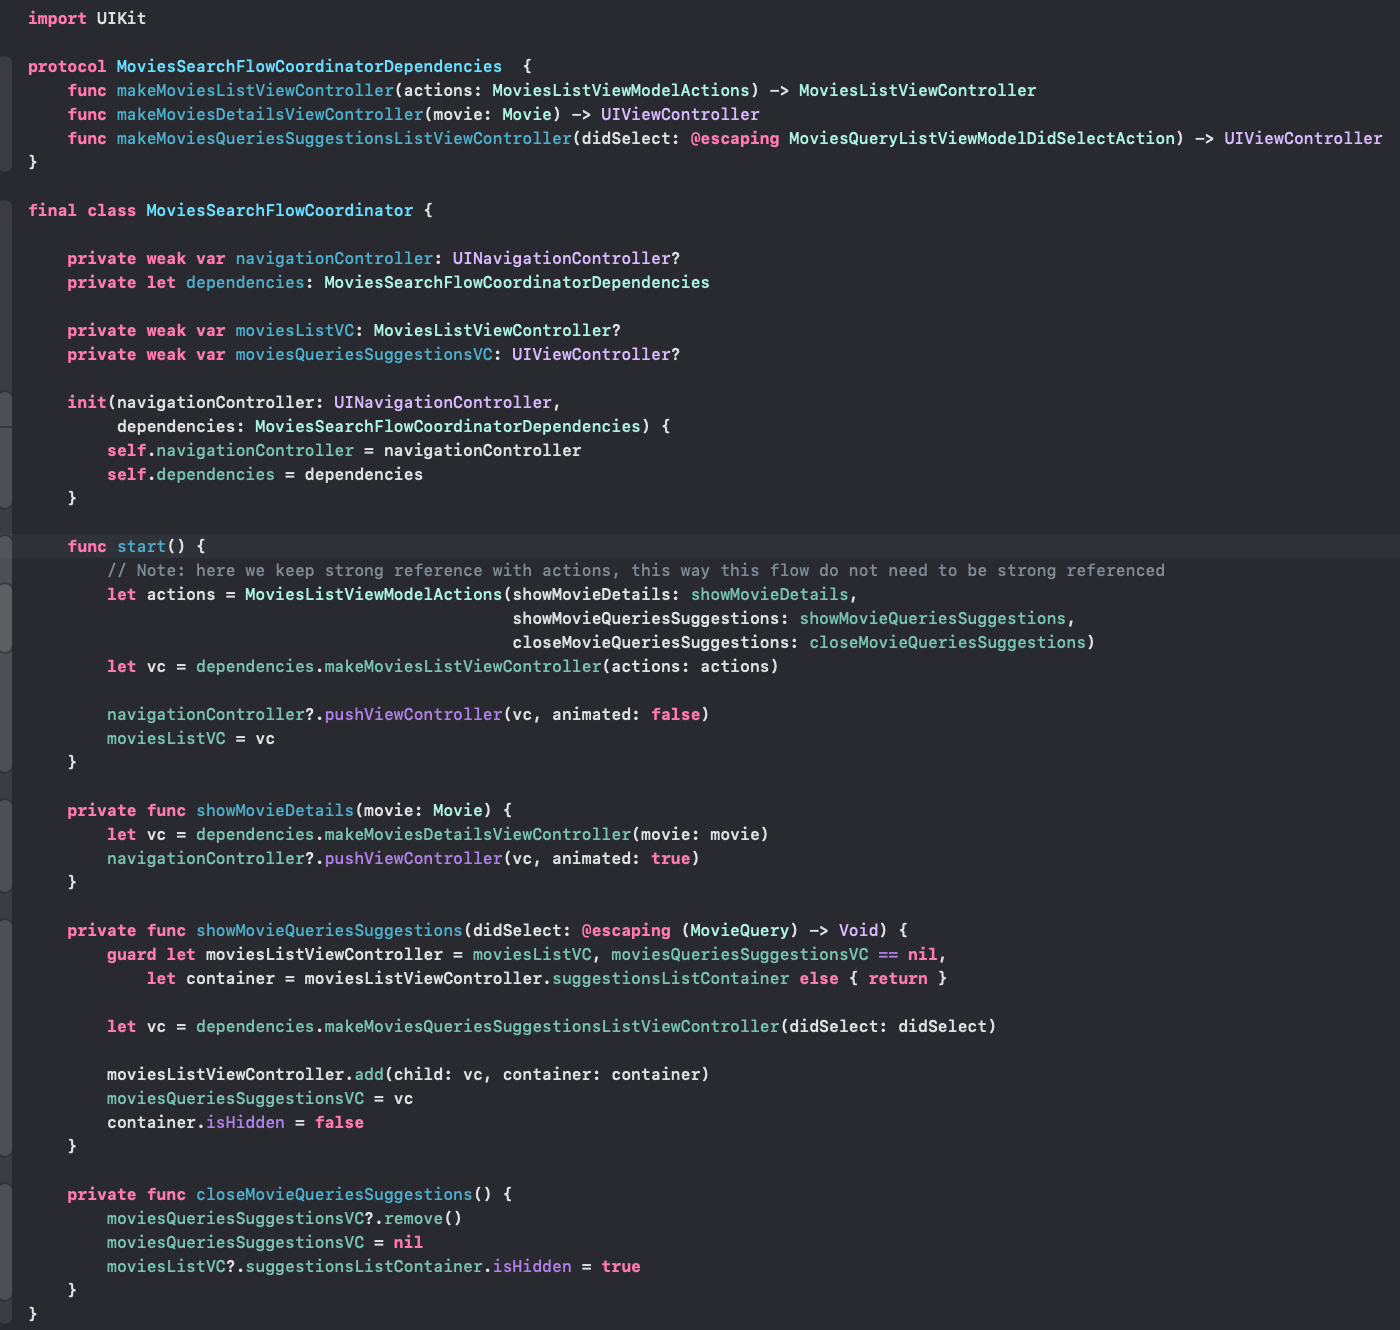 import UIKit

protocol MoviesSearchFlowCoordinatorDependencies  {
    func makeMoviesListViewController(actions: MoviesListViewModelActions) -> MoviesListViewController
    func makeMoviesDetailsViewController(movie: Movie) -> UIViewController
    func makeMoviesQueriesSuggestionsListViewController(didSelect: @escaping MoviesQueryListViewModelDidSelectAction) -> UIViewController
}

final class MoviesSearchFlowCoordinator {

    private weak var navigationController: UINavigationController?
    private let dependencies: MoviesSearchFlowCoordinatorDependencies

    private weak var moviesListVC: MoviesListViewController?
    private weak var moviesQueriesSuggestionsVC: UIViewController?

    init(navigationController: UINavigationController,
         dependencies: MoviesSearchFlowCoordinatorDependencies) {
        self.navigationController = navigationController
        self.dependencies = dependencies
    }

    func start() {
        // Note: here we keep strong reference with actions, this way this flow do not need to be strong referenced
        let actions = MoviesListViewModelActions(showMovieDetails: showMovieDetails,
                                                 showMovieQueriesSuggestions: showMovieQueriesSuggestions,
                                                 closeMovieQueriesSuggestions: closeMovieQueriesSuggestions)
        let vc = dependencies.makeMoviesListViewController(actions: actions)

        navigationController?.pushViewController(vc, animated: false)
        moviesListVC = vc
    }

    private func showMovieDetails(movie: Movie) {
        let vc = dependencies.makeMoviesDetailsViewController(movie: movie)
        navigationController?.pushViewController(vc, animated: true)
    }

    private func showMovieQueriesSuggestions(didSelect: @escaping (MovieQuery) -> Void) {
        guard let moviesListViewController = moviesListVC, moviesQueriesSuggestionsVC == nil,
            let container = moviesListViewController.suggestionsListContainer else { return }

        let vc = dependencies.makeMoviesQueriesSuggestionsListViewController(didSelect: didSelect)

        moviesListViewController.add(child: vc, container: container)
        moviesQueriesSuggestionsVC = vc
        container.isHidden = false
    }

    private func closeMovieQueriesSuggestions() {
        moviesQueriesSuggestionsVC?.remove()
        moviesQueriesSuggestionsVC = nil
        moviesListVC?.suggestionsListContainer.isHidden = true
    }
}